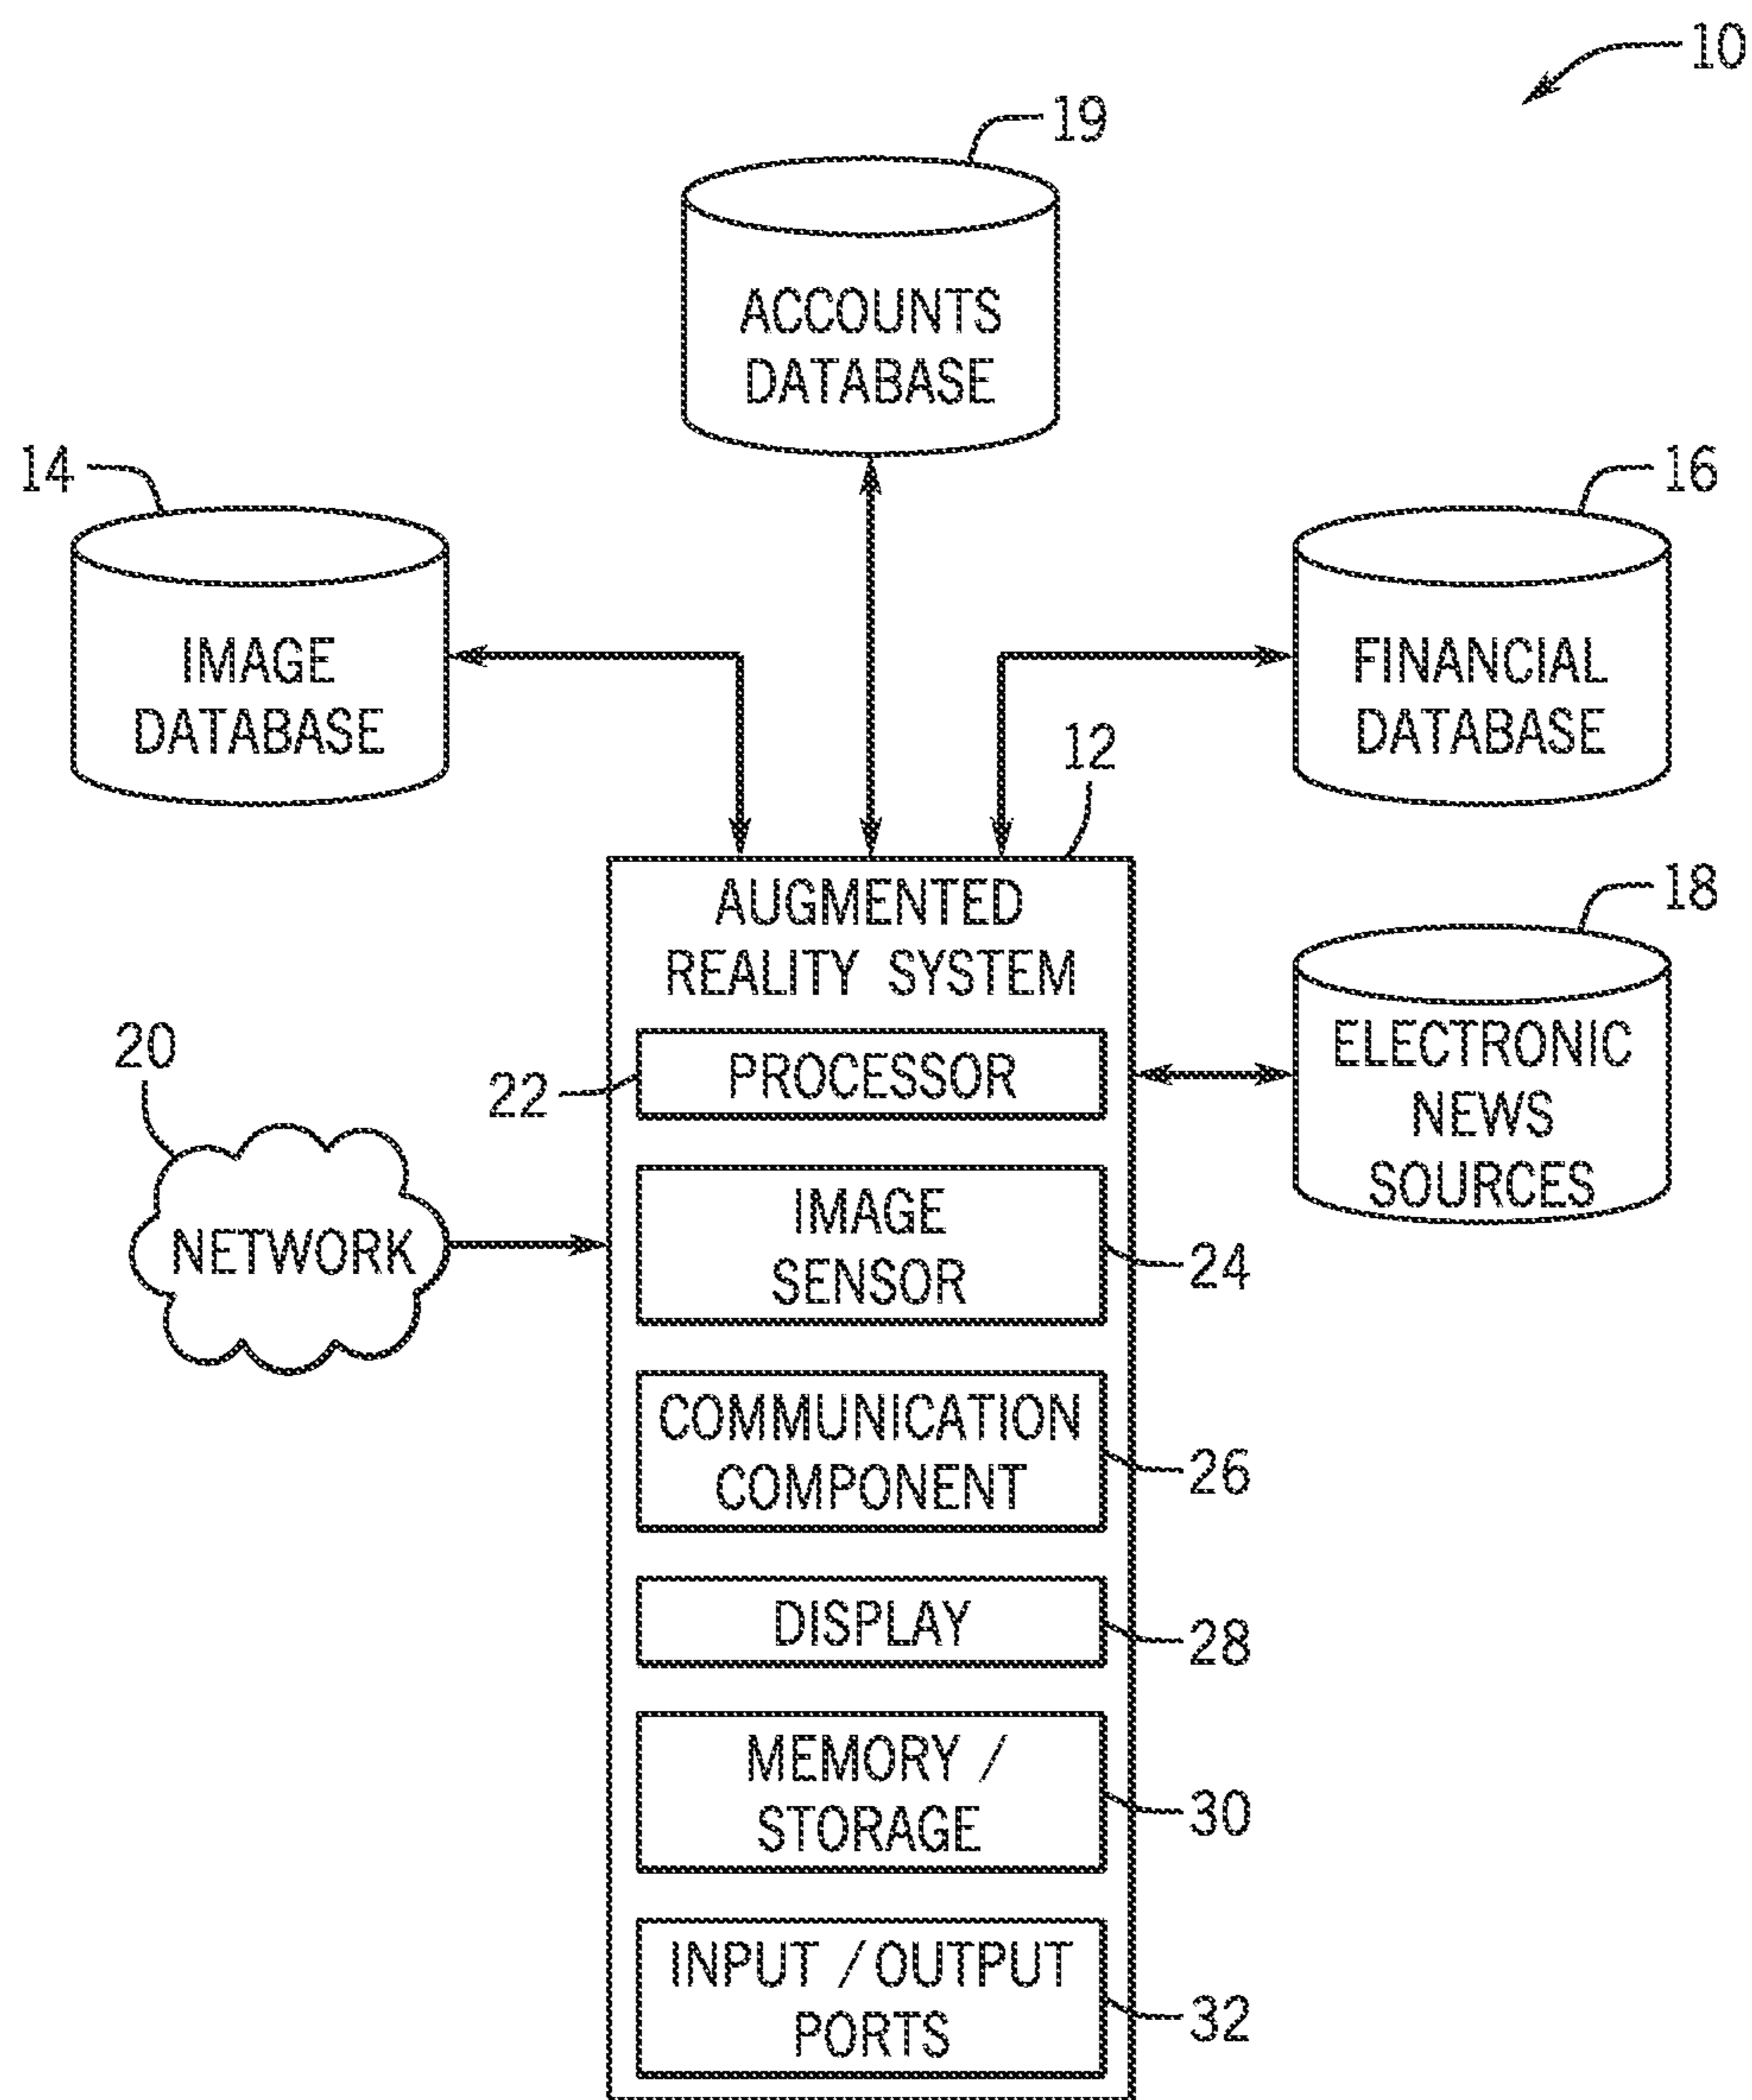 10
19
ACCOUNTS
DATABASE
14
IMAGE
DATABASE
16
FINANCIAL
DATABASE
12
AUGMENTED
REALITY SYSTEM
18
ELECTRONIC
NEWS
SOURCES
20
NETWORK
22
PROCESSOR
IMAGE
SENSOR
24
COMMUNICATION
COMPONENT
26
DISPLAY
28
MEMORY /
STORAGE
30
INPUT / OUTPUT
PORTS
32